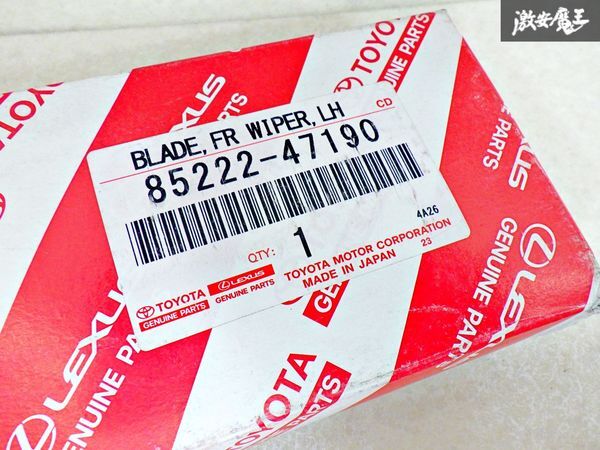 激安魔王
BLADE, FR WIPER, LH
CD
85222-47190
QTY: 1
4A26
23
TOYOTA MOTOR CORPORATION
MADE IN JAPAN
TOYOTA
GENUINE PARTS
LEXUS
GENUINE PARTS
TOYOTA
GENUINE PARTS
LEXUS
PARTS
TOYOTA
LEXUS
GENUINE PARTS
TOYOTA
GENUINE PARTS
LEXUS
GENUINE PARTS